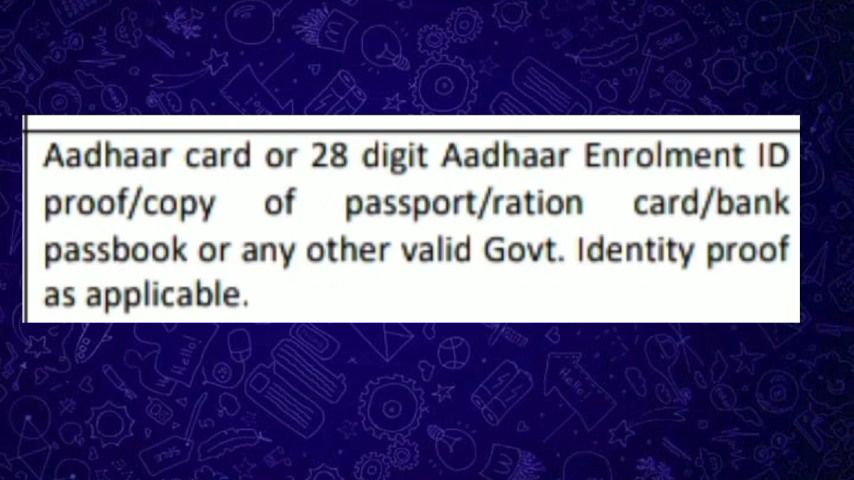 Aadhaar card or 28 digit Aadhaar Enrolment ID
proof/copy of passport/ration card/bank
passbook or any other valid Govt. Identity proof
as applicable.